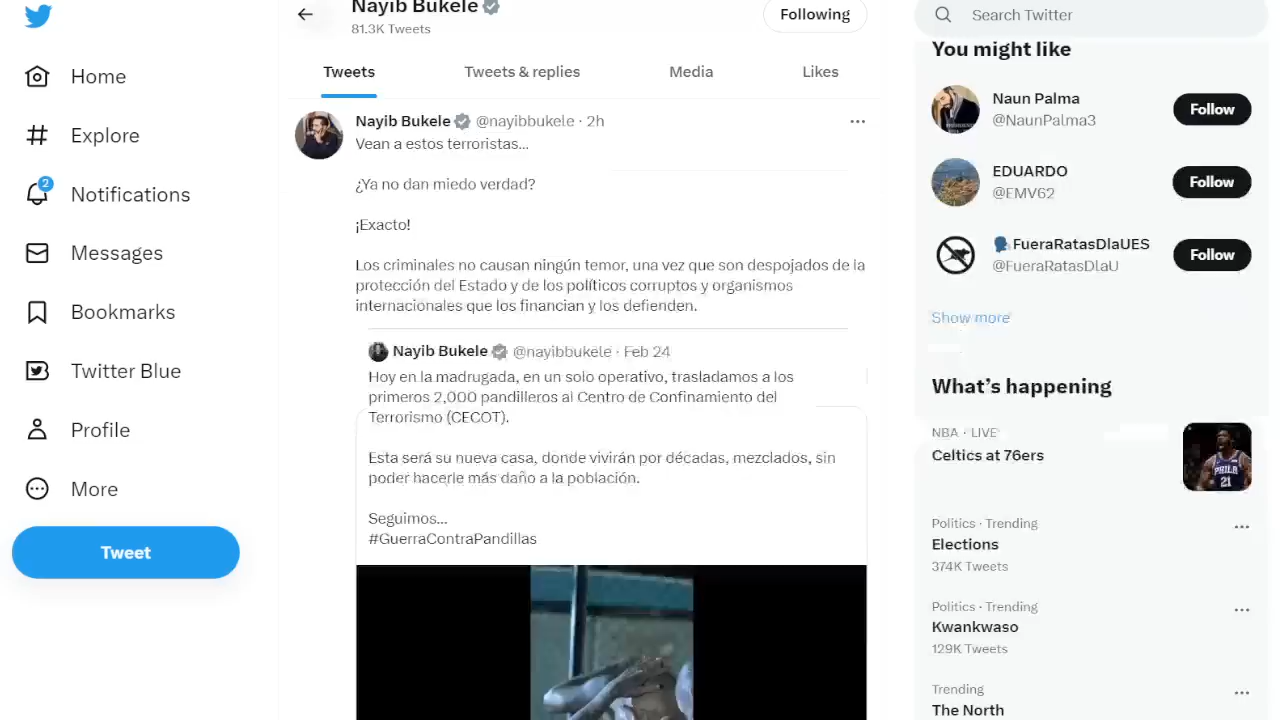 Home
Explore
2
Notifications
Messages
Bookmarks
Twitter Blue
Profile
More
Tweet
Nayib Bukele
81.3K Tweets
Following
Tweets
Tweets & replies
Media
Likes
Nayib Bukele @nayibbukele · 2h
Vean a estos terroristas...
¿Ya no dan miedo verdad?
¡Exacto!
Los criminales no causan ningún temor, una vez que son despojados de la
protección del Estado y de los políticos corruptos y organismos
internacionales que los financian y los defienden.
Nayib Bukele @nayibbukele · Feb 24
Hoy en la madrugada, en un solo operativo, trasladamos a los
primeros 2,000 pandilleros al Centro de Confinamiento del
Terrorismo (CECOT).
Esta será su nueva casa, donde vivirán por décadas, mezclados, sin
poder hacerle más daño a la población.
Seguimos...
#GuerraContraPandillas
Search Twitter
You might like
Naun Palma
@NaunPalma3
Follow
EDUARDO
@EMV62
Follow
FueraRatasDlaUES
@FueraRatasDlaU
Follow
Show more
What's happening
NBA · LIVE
Celtics at 76ers
PHILA
21
Politics · Trending
Elections
374K Tweets
Politics · Trending
Kwankwaso
129K Tweets
Trending
The North